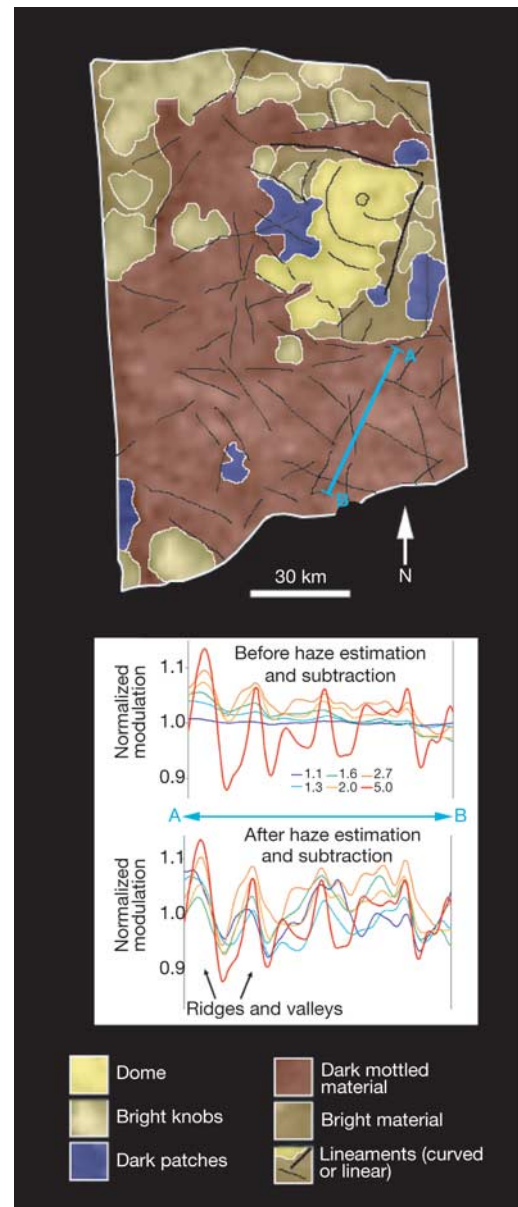 A
B
30 km
N
Before haze estimation
and subtraction
Normalized
modulation
1.1
1.0
0.9
1.1 1.6 2.7
1.3 2.0 5.0
A B
After haze estimation
and subtraction
Normalized
modulation
1.1
1.0
0.9
Ridges and valleys
Dome
Bright knobs
Dark patches
Dark mottled
material
Bright material
Lineaments (curved
or linear)